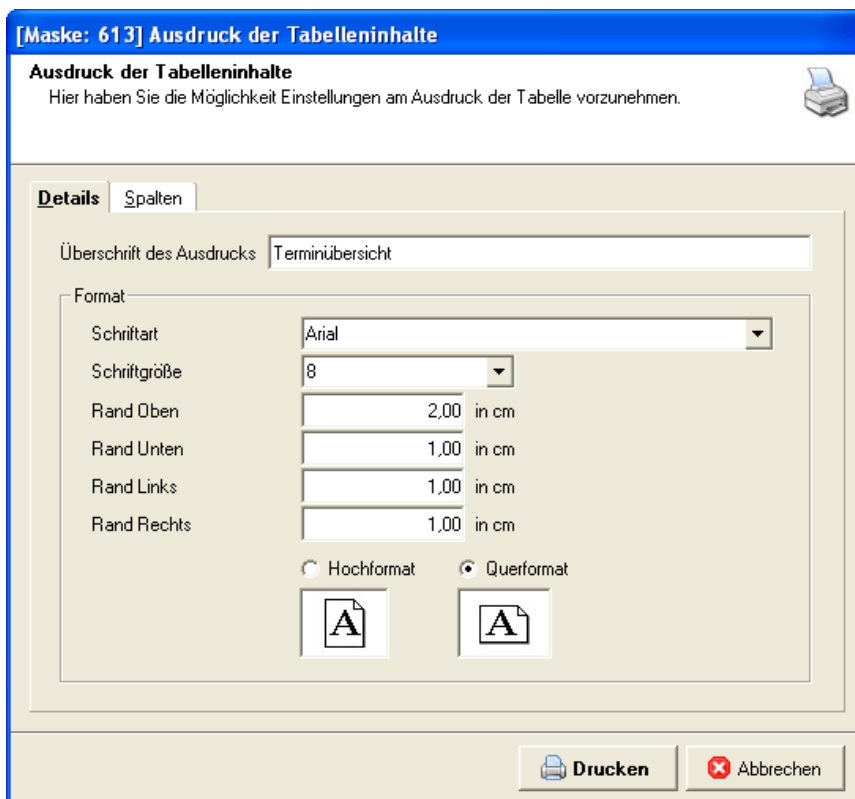 [Maske: 613] Ausdruck der Tabelleninhalte
Ausdruck der Tabelleninhalte
Hier haben Sie die Möglichkeit Einstellungen am Ausdruck der Tabelle vorzunehmen.
Details Spalten
Überschrift des Ausdrucks Terminübersicht
Format
Schriftart Arial
Schriftgröße 8
Rand Oben 2,00 in cm
Rand Unten 1,00 in cm
Rand Links 1,00 in cm
Rand Rechts 1,00 in cm
Hochformat Querformat
A A
Drucken Abbrechen